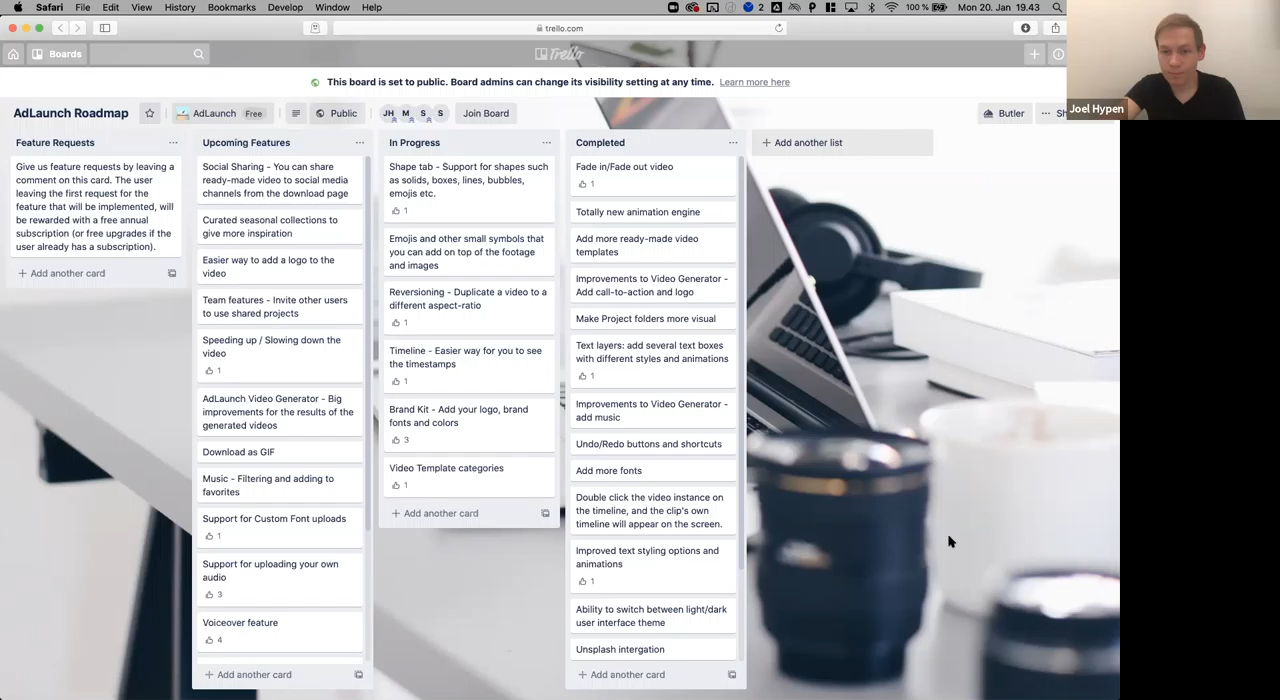 Safari File Edit View History Bookmarks Develop Window Help 2 100 % Mon 20. Jan 19.43
trello.com
Boards Trello
This board is set to public. Board admins can change its visibility setting at any time. Learn more here
AdLaunch Roadmap AdLaunch Free Public JH M S S Join Board Butler ··· Sh
Joel Hypen
Feature Requests
Give us feature requests by leaving a
comment on this card. The user
leaving the first request for the
feature that will be implemented, will
be rewarded with a free annual
subscription (or free upgrades if the
user already has a subscription).
+ Add another card
Upcoming Features
Social Sharing - You can share
ready-made video to social media
channels from the download page
Curated seasonal collections to
give more inspiration
Easier way to add a logo to the
video
Team features - Invite other users
to use shared projects
Speeding up / Slowing down the
video
1
AdLaunch Video Generator - Big
improvements for the results of the
generated videos
Download as GIF
Music - Filtering and adding to
favorites
Support for Custom Font uploads
1
Support for uploading your own
audio
3
Voiceover feature
4
+ Add another card
In Progress
Shape tab - Support for shapes such
as solids, boxes, lines, bubbles,
emojis etc.
1
Emojis and other small symbols that
you can add on top of the footage
and images
Reversioning - Duplicate a video to a
different aspect-ratio
1
Timeline - Easier way for you to see
the timestamps
1
Brand Kit - Add your logo, brand
fonts and colors
3
Video Template categories
1
+ Add another card
Completed
Fade in/Fade out video
1
Totally new animation engine
Add more ready-made video
templates
Improvements to Video Generator -
Add call-to-action and logo
Make Project folders more visual
Text layers: add several text boxes
with different styles and animations
1
Improvements to Video Generator -
add music
Undo/Redo buttons and shortcuts
Add more fonts
Double click the video instance on
the timeline, and the clip's own
timeline will appear on the screen.
Improved text styling options and
animations
1
Ability to switch between light/dark
user interface theme
Unsplash intergration
+ Add another card
+ Add another list